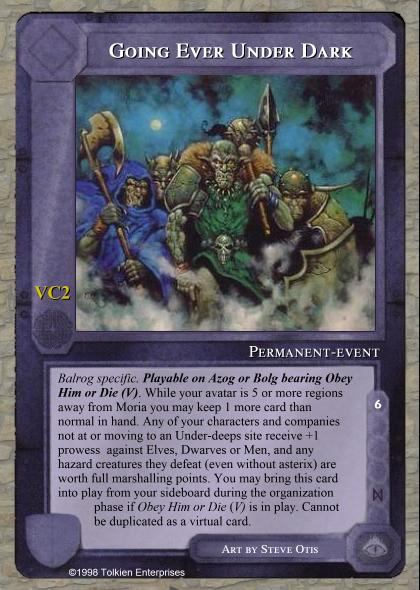 Going Ever Under Dark
VC2
Permanent-event
Balrog specific. Playable on Azog or Bolg bearing Obey
Him or Die (V). While your avatar is 5 or more regions
away from Moria you may keep 1 more card than
normal in hand. Any of your characters and companies
not at or moving to an Under-deeps site receive +1
prowess against Elves, Dwarves or Men, and any
hazard creatures they defeat (even without asterix) are
worth full marshalling points. You may bring this card
into play from your sideboard during the organization
phase if Obey Him or Die (V) is in play. Cannot
be duplicated as a virtual card.
6
Art by Steve Otis
©1998 Tolkien Enterprises